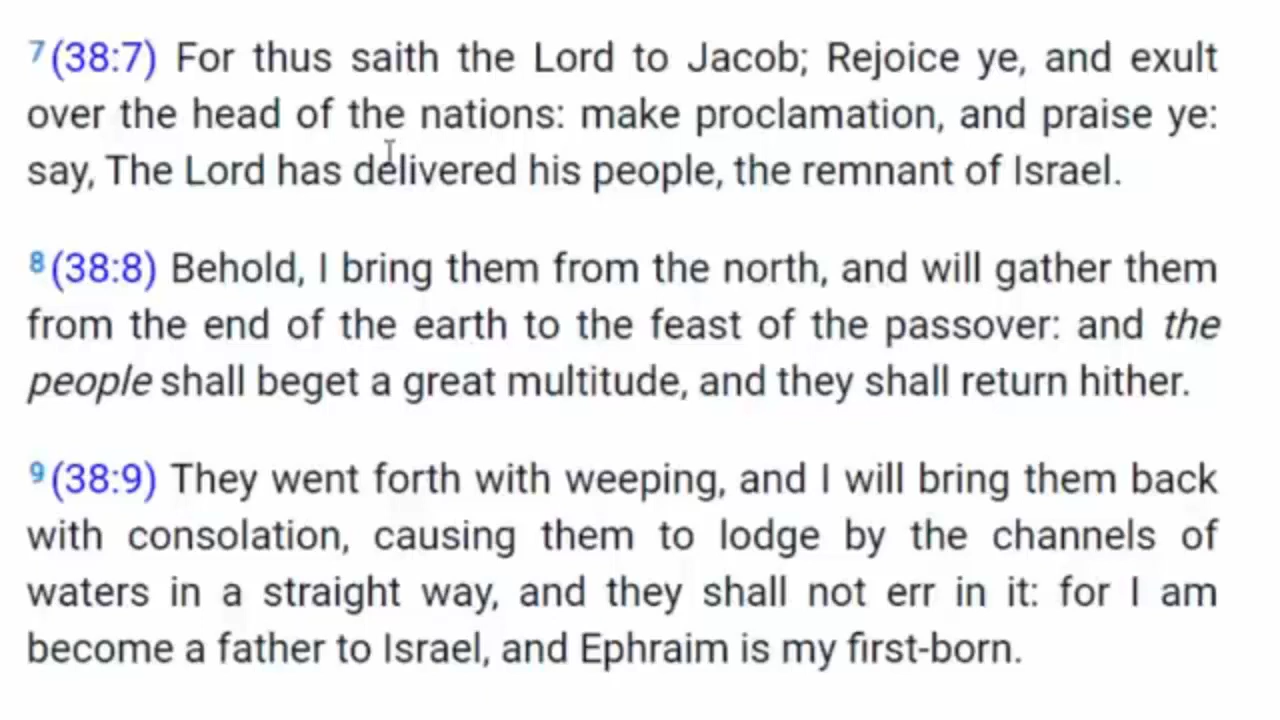 7(38:7) For thus saith the Lord to Jacob; Rejoice ye, and exult
over the head of the nations: make proclamation, and praise ye:
say, The Lord has delivered his people, the remnant of Israel.
8(38:8) Behold, I bring them from the north, and will gather them
from the end of the earth to the feast of the passover: and the
people shall beget a great multitude, and they shall return hither.
9(38:9) They went forth with weeping, and I will bring them back
with consolation, causing them to lodge by the channels of
waters in a straight way, and they shall not err in it: for I am
become a father to Israel, and Ephraim is my first-born.